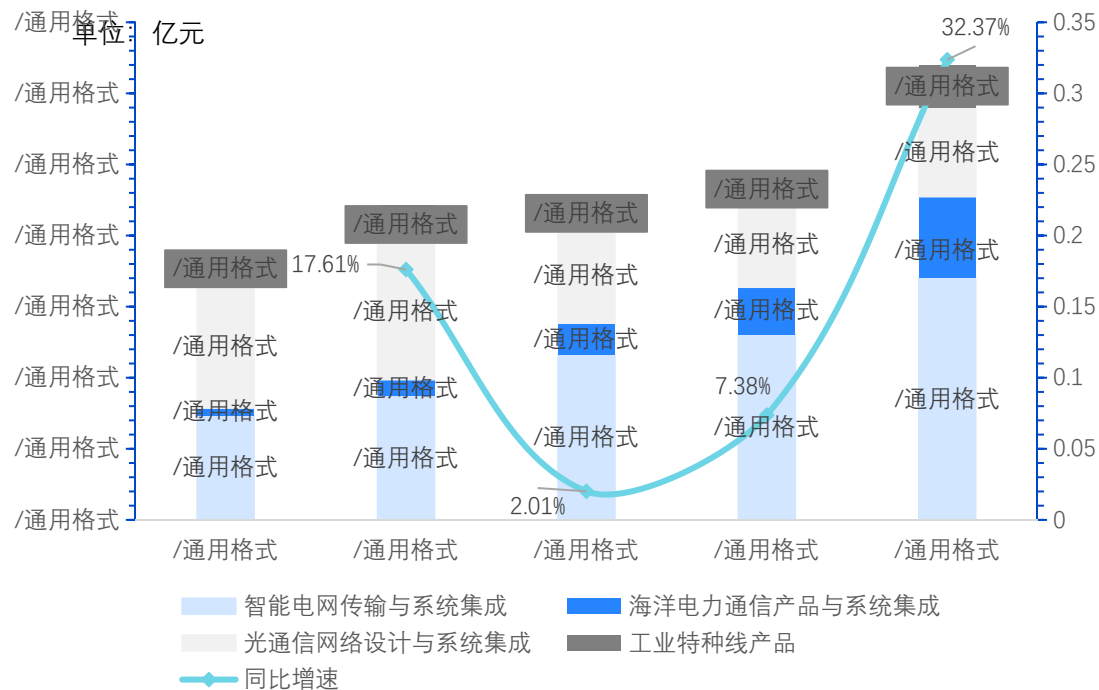 /通用格式
单位： 亿元
32.37%
0.35
/通用格式
/通用格式
0.3
/通用格式
/通用格式
0.25
/通用格式
/通用格式
/通用格式
/通用格式
/通用格式
0.2
/通用格式
/通用格式
17.61%
/通用格式
/通用格式
/通用格式
/通用格式
/通用格式
0.15
/通用格式
/通用格式
/通用格式
/通用格式
/通用格式
7.38%
0.1
/通用格式
/通用格式
/通用格式
/通用格式
/通用格式
0.05
/通用格式
/通用格式
2.01%
/通用格式
0
/通用格式
/通用格式
/通用格式
/通用格式
/通用格式
智能电网传输与系统集成
海洋电力通信产品与系统集成
光通信网络设计与系统集成
工业特种线产品
同比增速